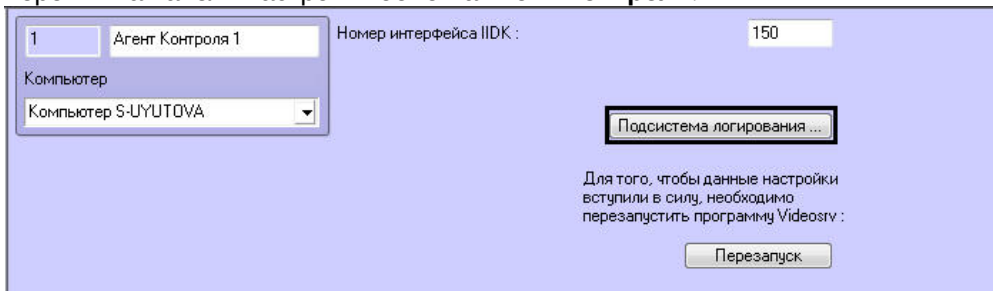 1
Агент Контроля 1
Номер интерфейса IIDK :
150
Компьютер
Компьютер S-UYUTOVA
Подсистема логирования ...
Для того, чтобы данные настройки
вступили в силу, необходимо
перезапустить программу Videosrv :
Перезапуск